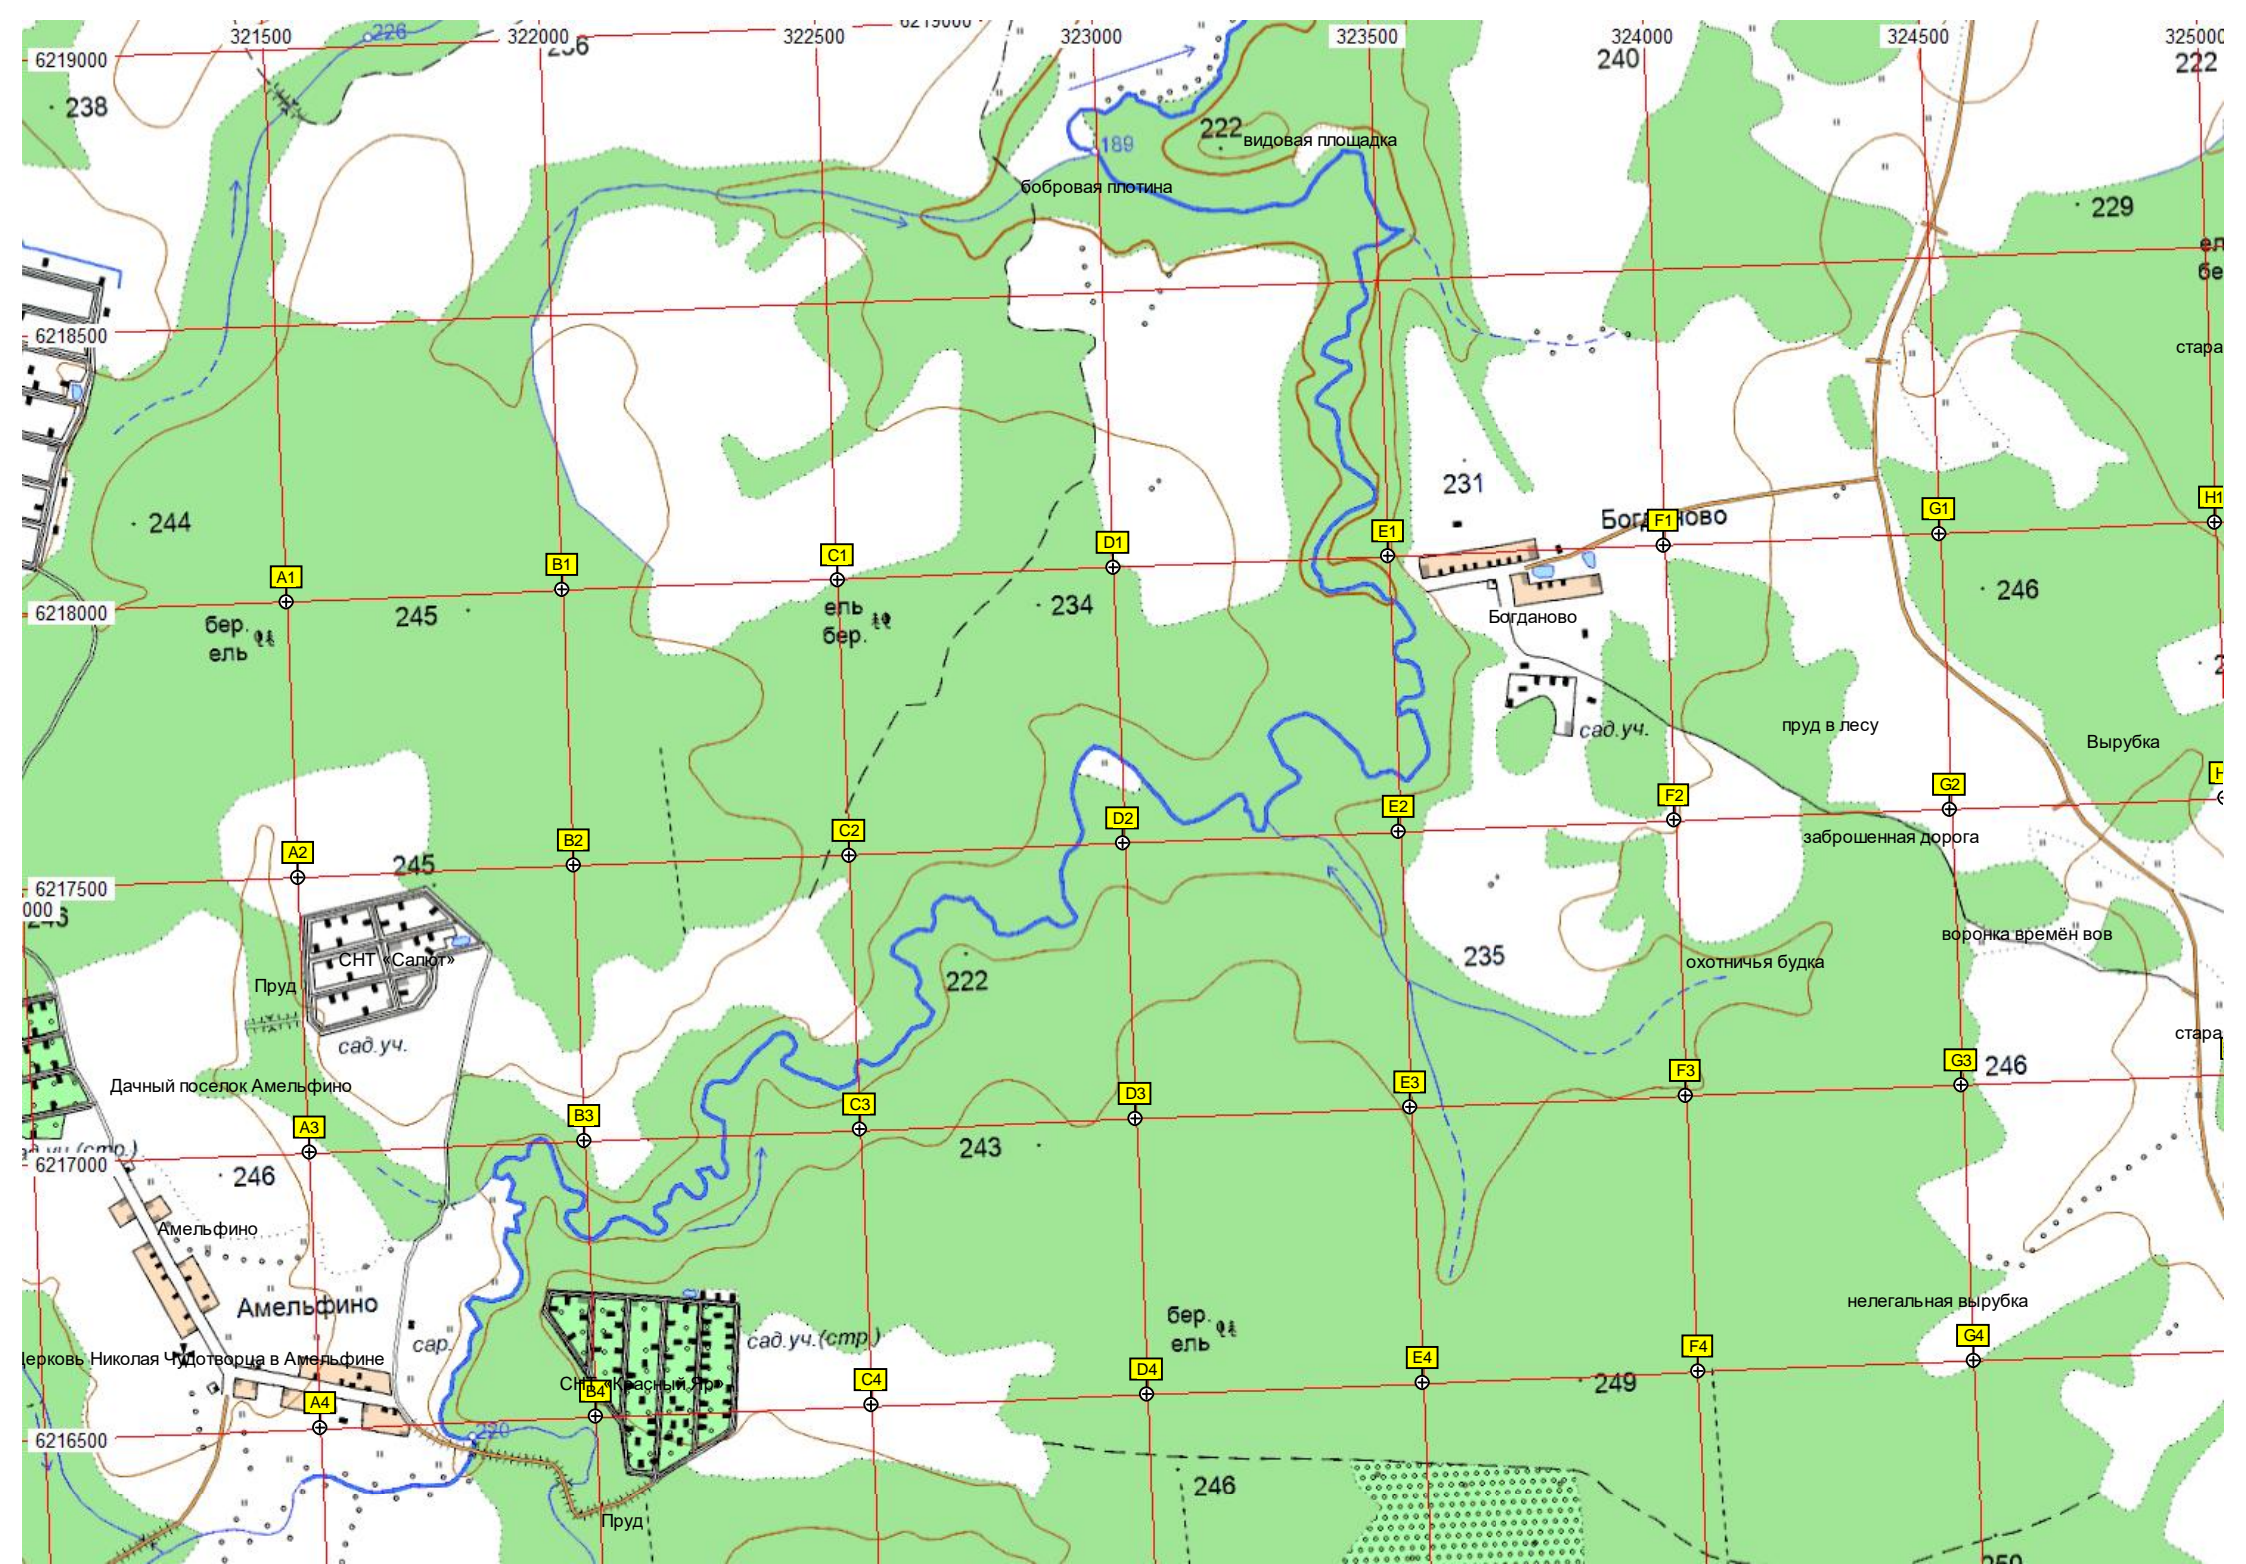 6219000
321500
322000
322500
323000
323500
324000
324500
325000
226
236
240
222
6219000
238
222
189
видовая площадка
бобровая плотина
229
6218500
244
231
Богданово
A1
B1
C1
D1
E1
F1
G1
H1
6218000
245
234
246
бер.
ель
ель
бер.
Богданово
сад.уч.
пруд в лесу
Вырубка
A2
B2
C2
D2
E2
F2
G2
заброшенная дорога
245
6217500
000
СНТ «Салют»
Пруд
222
235
воронка времён вов
охотничья будка
сад.уч.
246
Дачный поселок Амельфино
A3
B3
C3
D3
E3
F3
G3
6217000
246
243
Амельфино
Амельфино
нелегальная вырубка
бер.
ель
сад.уч.(стр.)
сар.
Церковь Николая Чудотворца в Амельфине
СНТ «Красный Яр»
A4
B4
C4
D4
E4
F4
G4
249
6216500
220
246
Пруд